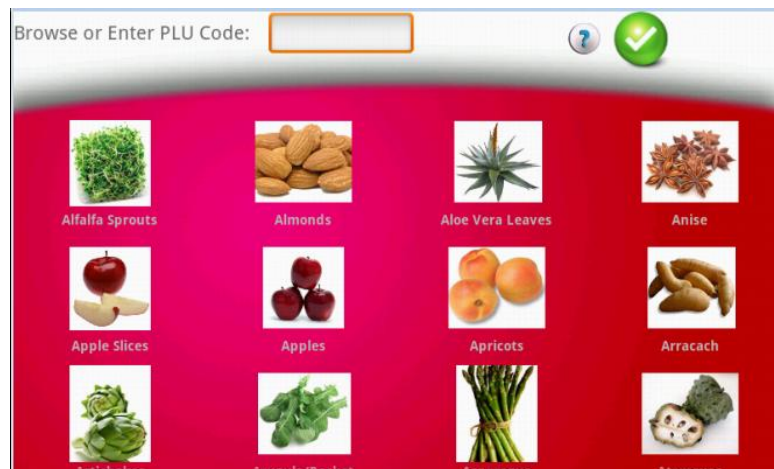 Browse or Enter PLU Code:
?
Alfalfa Sprouts
Almonds
Aloe Vera Leaves
Anise
Apple Slices
Apples
Apricots
Arracach